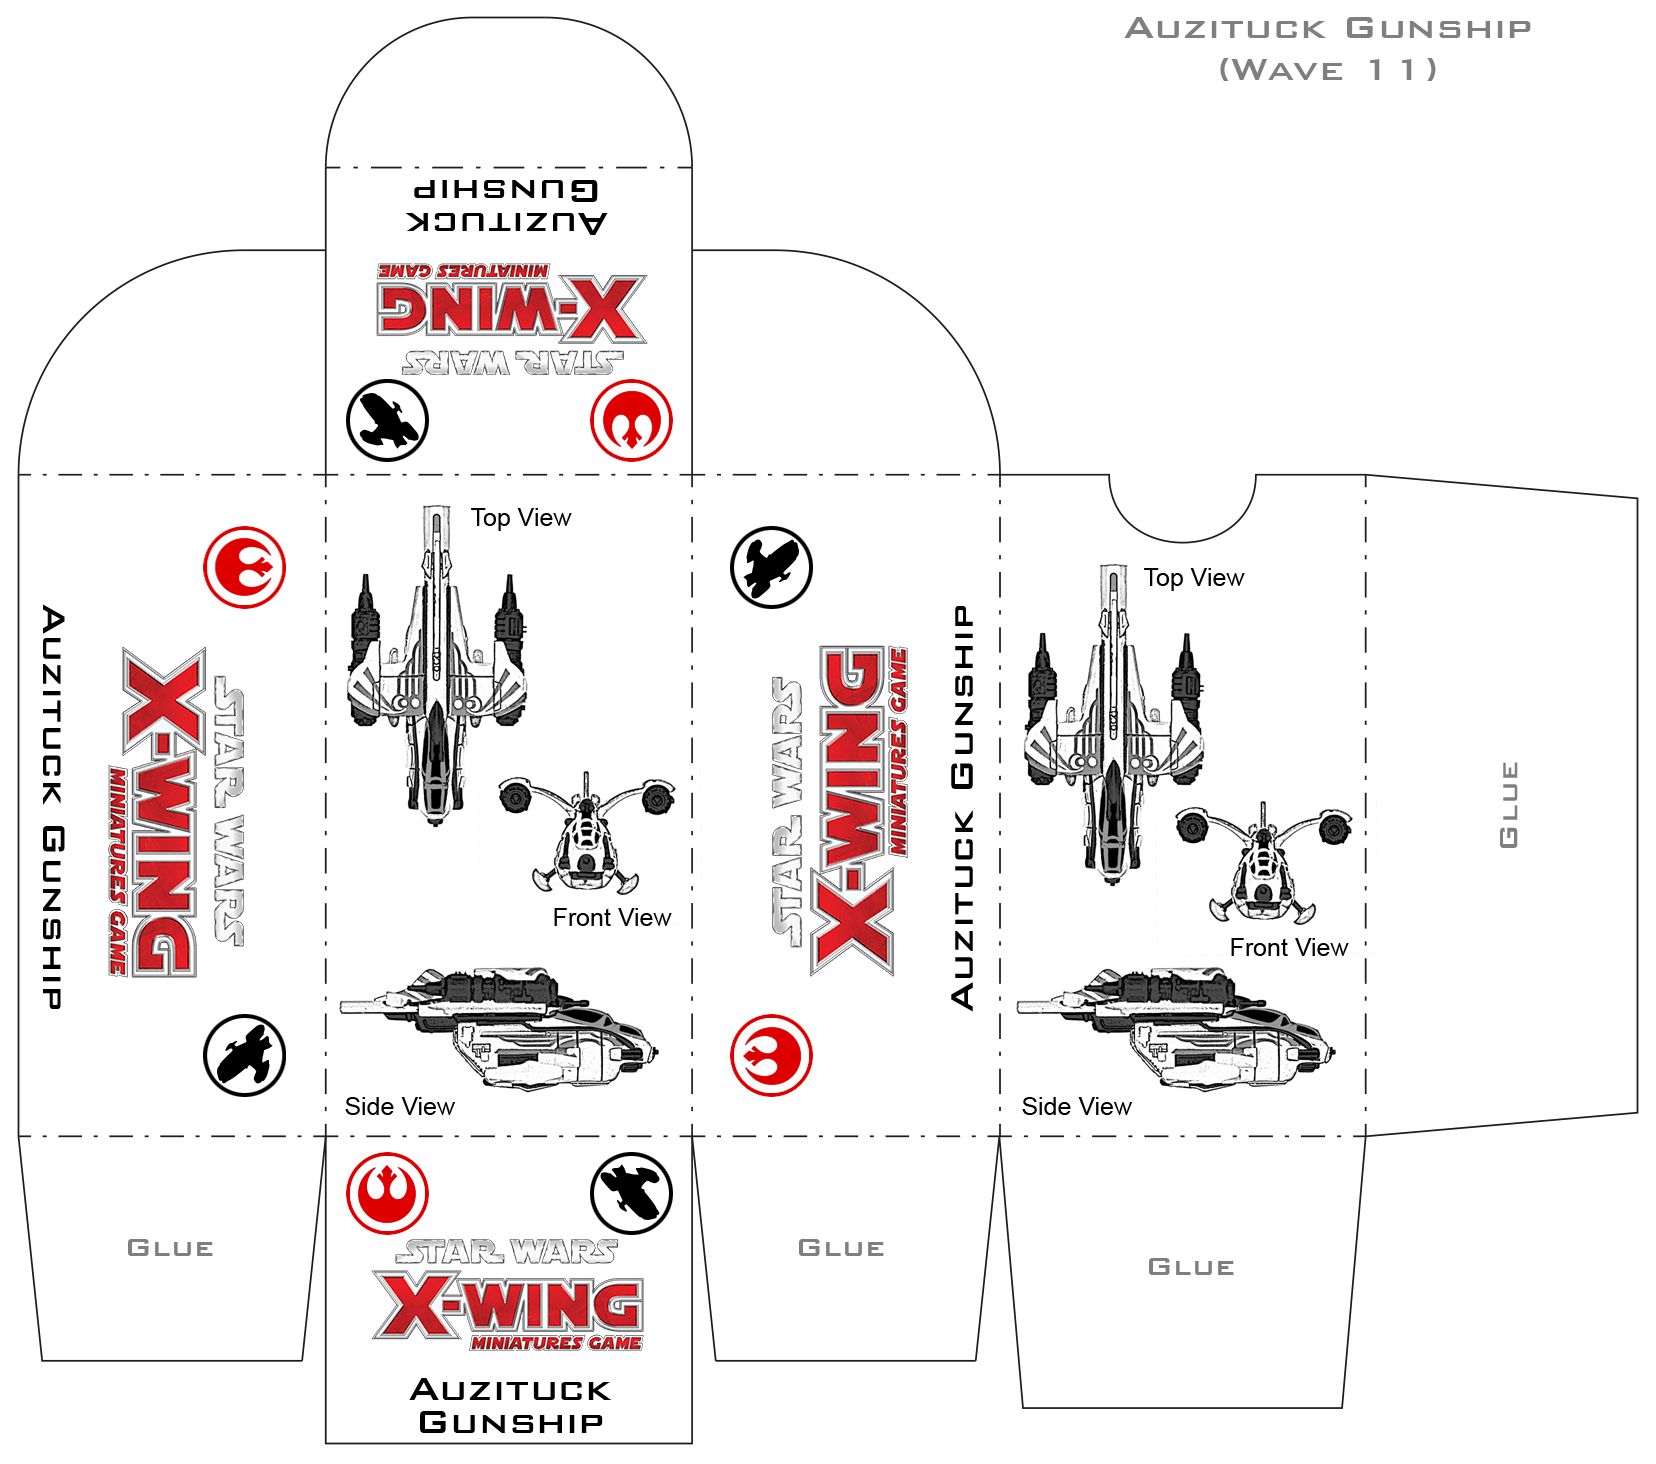 Auzituck Gunship
(Wave 11)
Auzituck
Gunship
STAR WARS
X-WING
MINIATURES GAME
Auzituck Gunship
STAR WARS
X-WING
MINIATURES GAME
Top View
Front View
Side View
STAR WARS
X-WING
MINIATURES GAME
Auzituck Gunship
Top View
Front View
Side View
Glue
Glue
STAR WARS
X-WING
MINIATURES GAME
Auzituck
Gunship
Glue
Glue